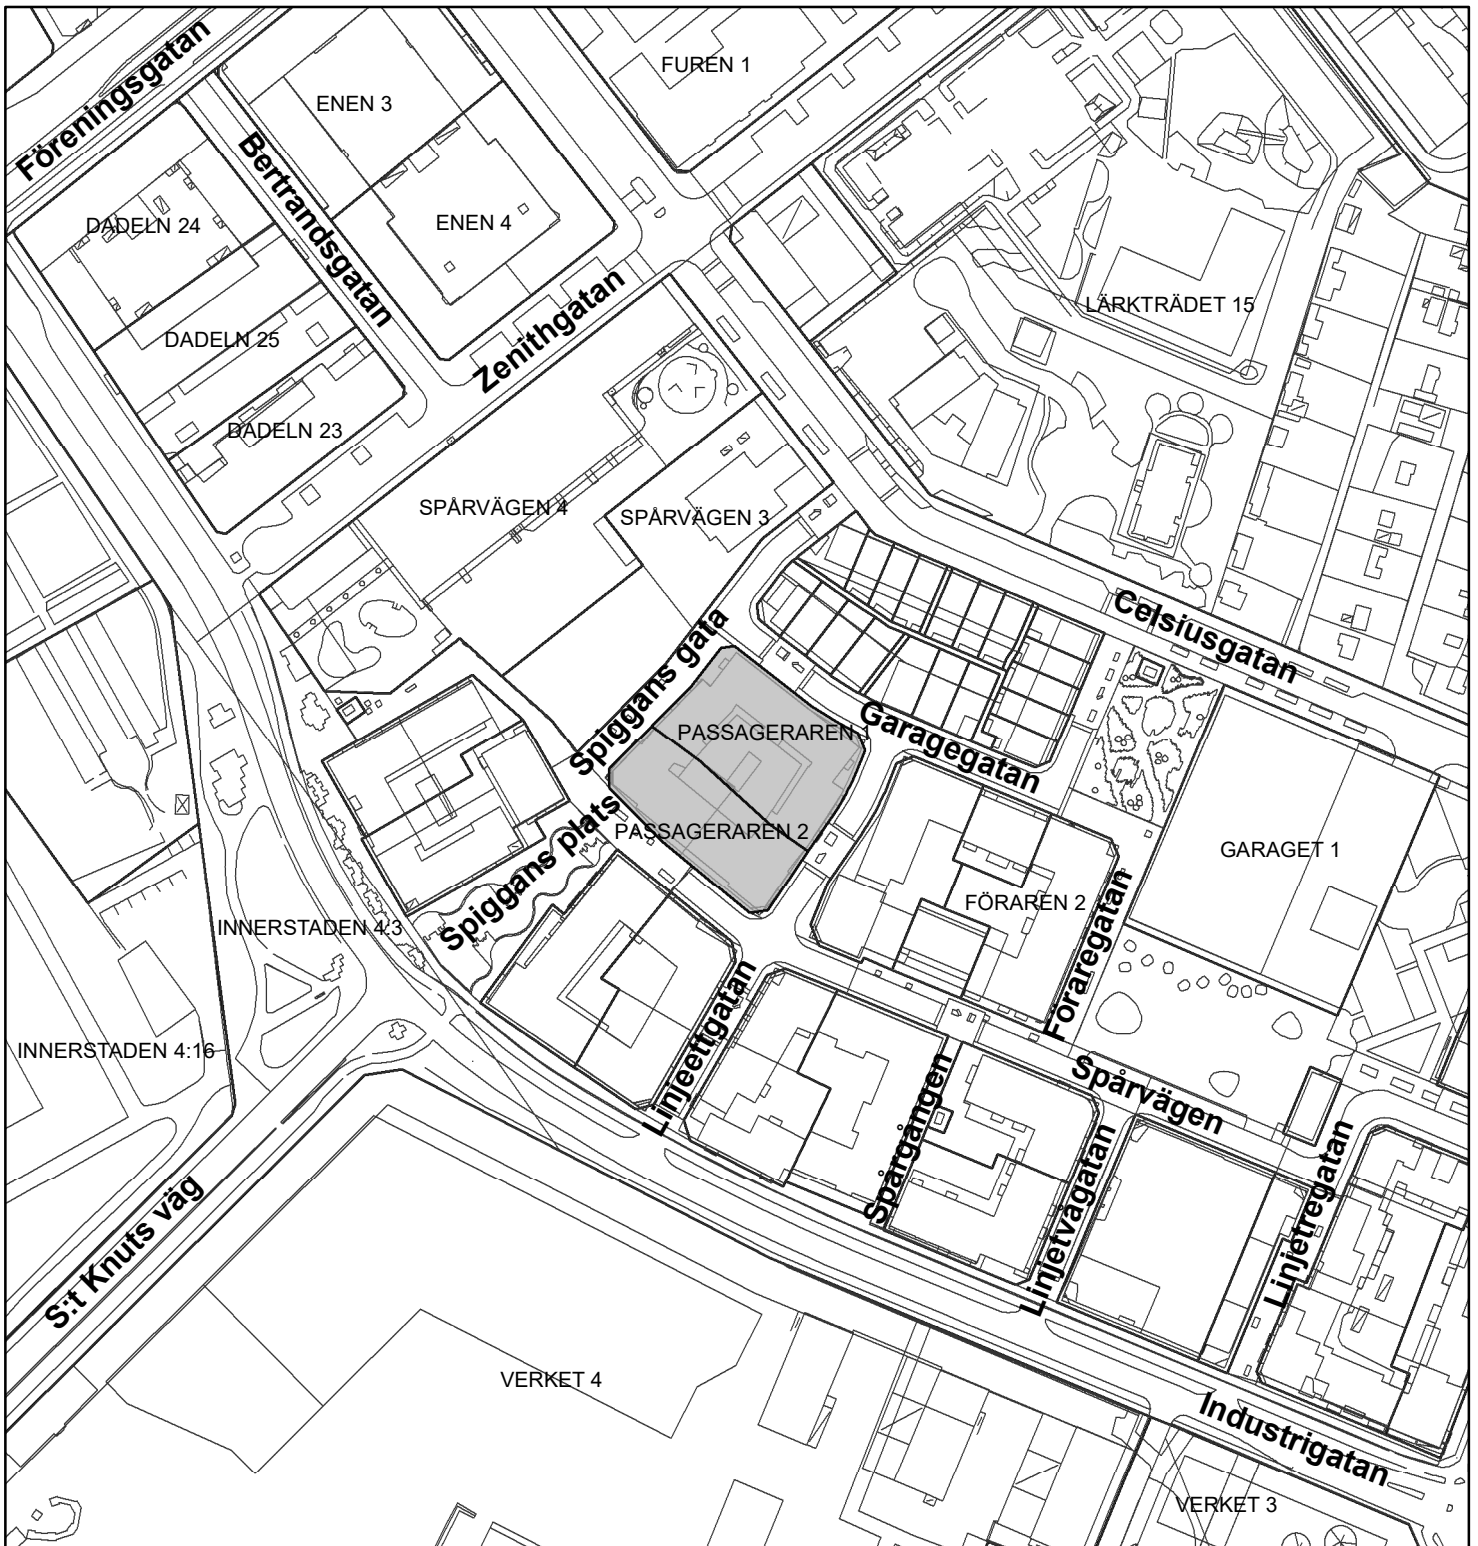 Föreningsgatan
FUREN 1
ENEN 3
Bertrandsgatan
DADELN 24
ENEN 4
LÄRKTRÄDET 15
Zenithgatan
DADELN 25
DADELN 23
SPÅRVÄGEN 4
SPÅRVÄGEN 3
Celsiusgatan
Spiggans gata
PASSAGERAREN 1
Garagegatan
PASSAGERAREN 2
Spiggans plats
GARAGET 1
FÖRAREN 2
INNERSTADEN 4:3
Föraregatan
Linjeettgatan
INNERSTADEN 4:16
Spårvägen
Spårgången
Linjetvågatan
Linjetregatan
S:t Knuts väg
VERKET 4
Industrigatan
VERKET 3